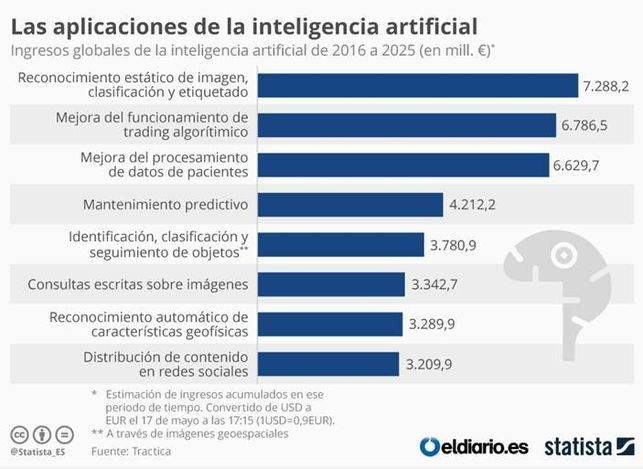 Las aplicaciones de la inteligencia artificial
Ingresos globales de la inteligencia artificial de 2016 a 2025 (en mill. €)*
Reconocimiento estático de imagen,
clasificación y etiquetado
7.288,2
Mejora del funcionamiento de
trading algorítimico
6.786,5
Mejora del procesamiento
de datos de pacientes
6.629,7
Mantenimiento predictivo
4.212,2
Identificación, clasificación y
seguimiento de objetos**
3.780,9
Consultas escritas sobre imágenes
3.342,7
Reconocimiento automático de
características geofísicas
3.289,9
Distribución de contenido
en redes sociales
3.209,9
* Estimación de ingresos acumulados en ese
periodo de tiempo. Convertido de USD a
EUR el 17 de mayo a las 17:15 (1USD=0,9EUR).
** A través de imágenes geoespaciales
Fuente: Tractica
@Statista_ES
eldiario.es
statista